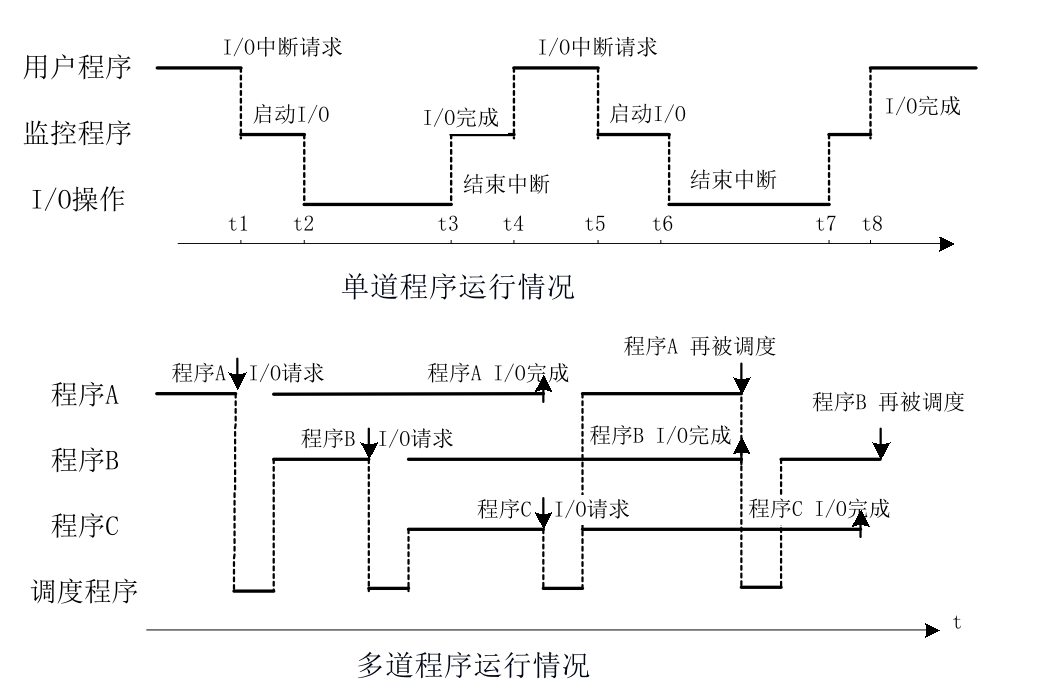 I/O中断请求
I/O中断请求
用户程序
启动I/O
I/O完成
启动I/O
I/O完成
监控程序
结束中断
结束中断
I/O操作
t1
t2
t3
t4
t5
t6
t7
t8
单道程序运行情况
程序A 再被调度
程序A I/O请求
程序A I/O完成
程序A
程序B 再被调度
程序B I/O请求
程序B I/O完成
程序B
程序C I/O请求
程序C I/O完成
程序C
调度程序
t
多道程序运行情况